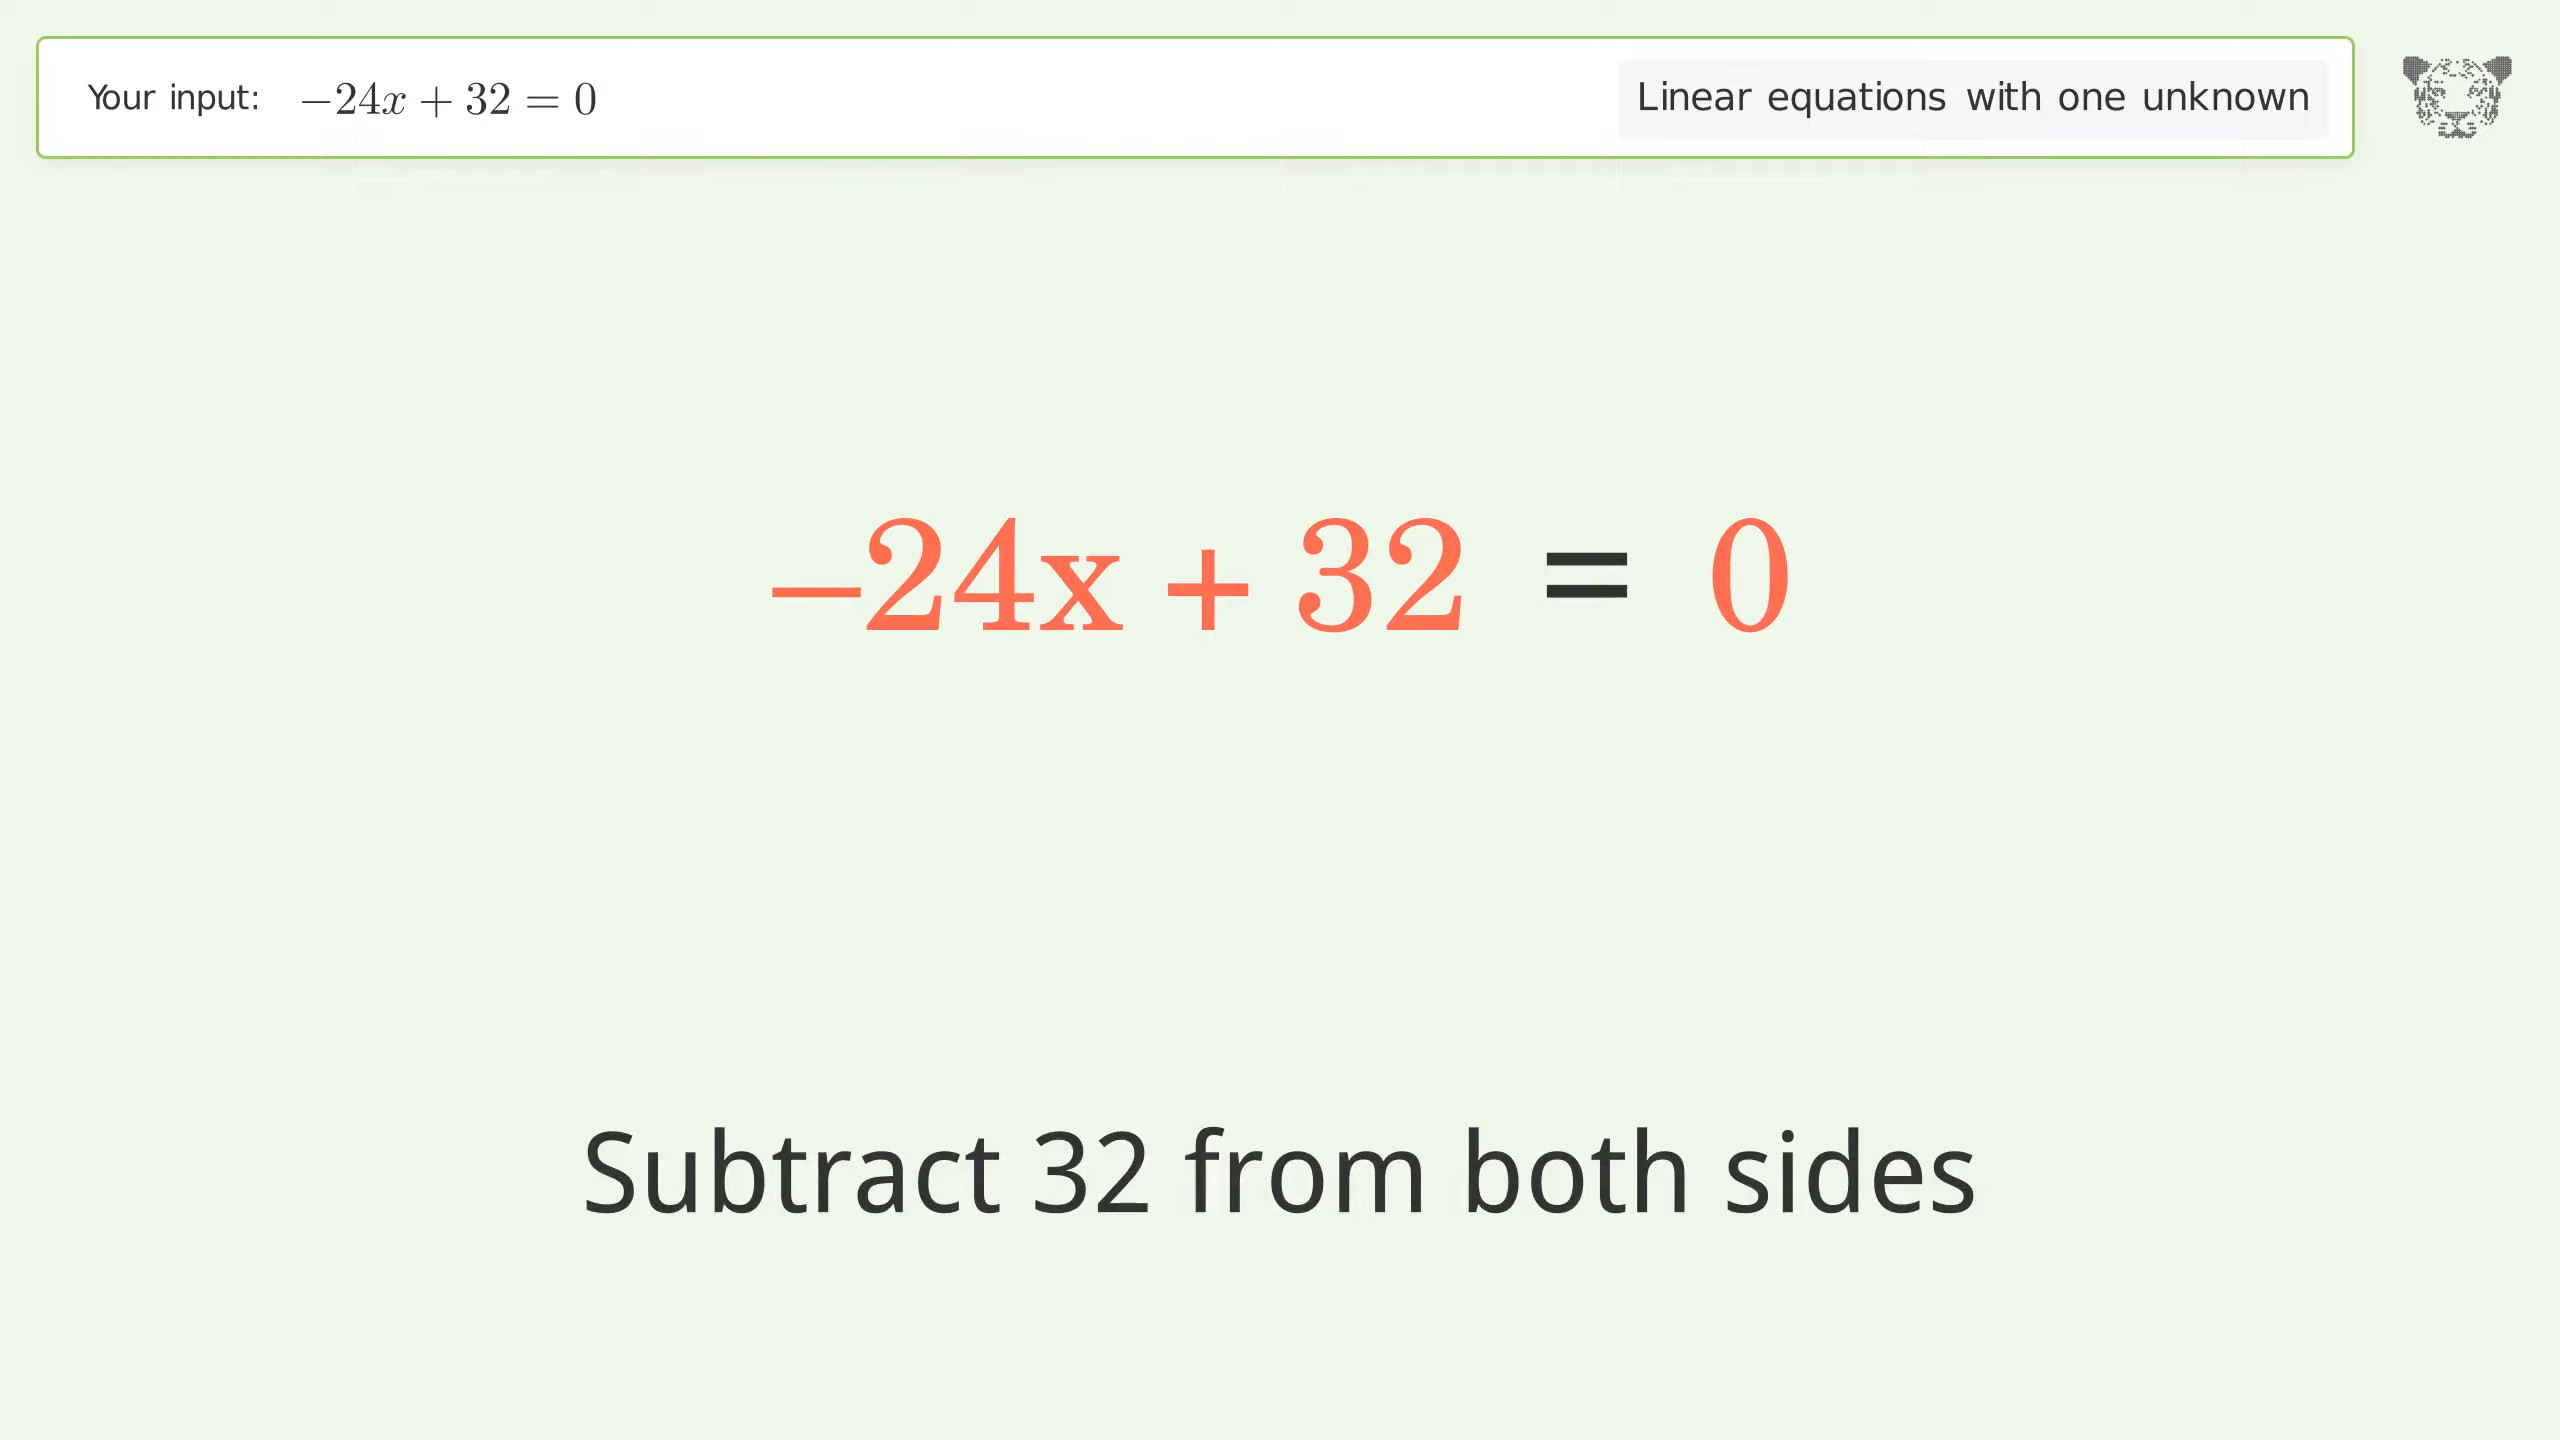 Your input: −24x + 32 = 0
Linear equations with one unknown
−24x + 32 = 0
Subtract 32 from both sides